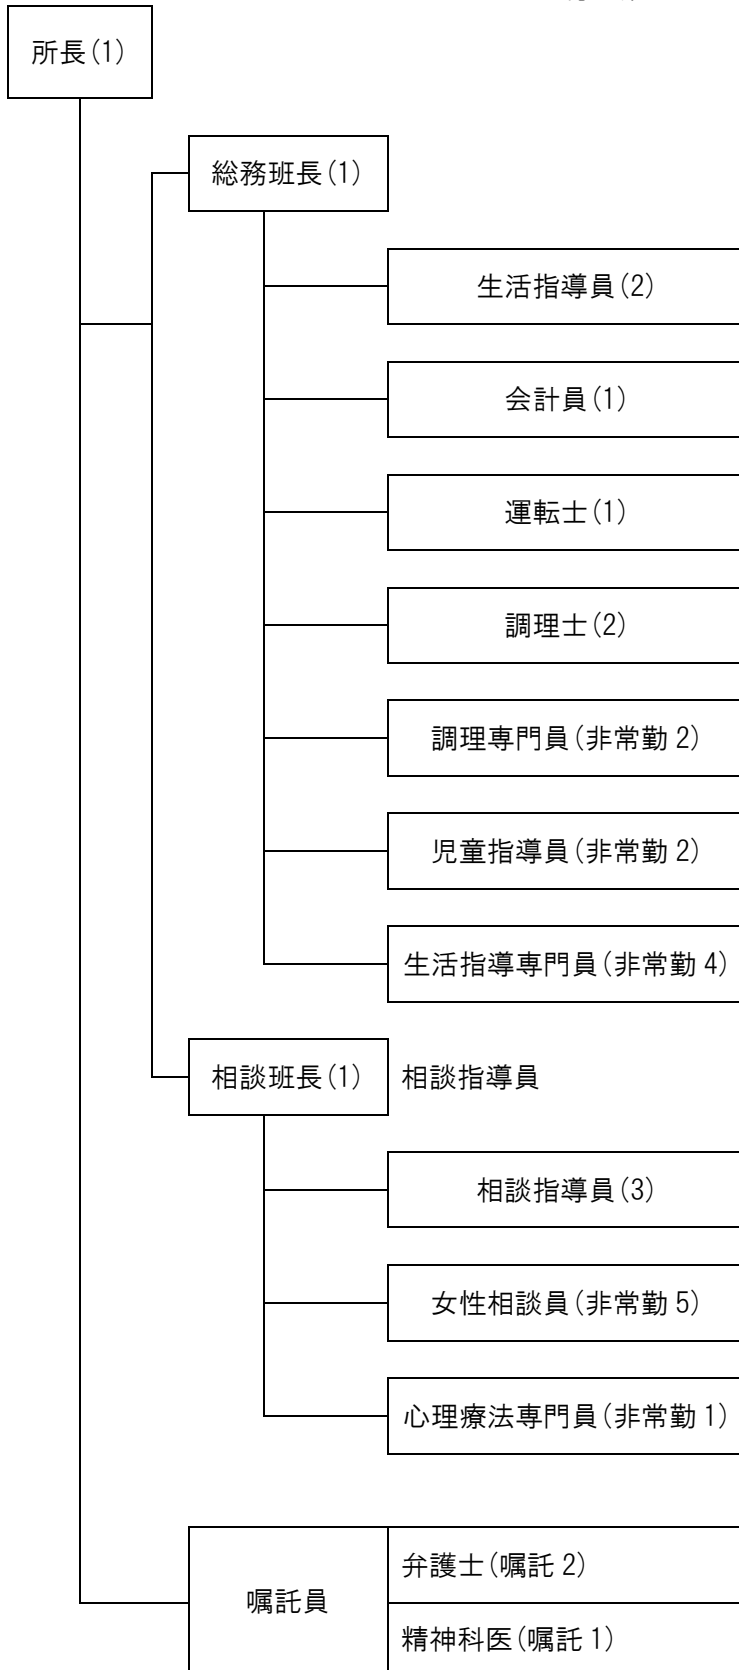 所長(1)
総務班長(1)
生活指導員(2)
会計員(1)
運転士(1)
調理士(2)
調理専門員(非常勤 2)
児童指導員(非常勤 2)
生活指導専門員(非常勤 4)
相談班長(1) 相談指導員
相談指導員(3)
女性相談員(非常勤 5)
心理療法専門員(非常勤 1)
嘱託員
弁護士(嘱託 2)
精神科医(嘱託 1)